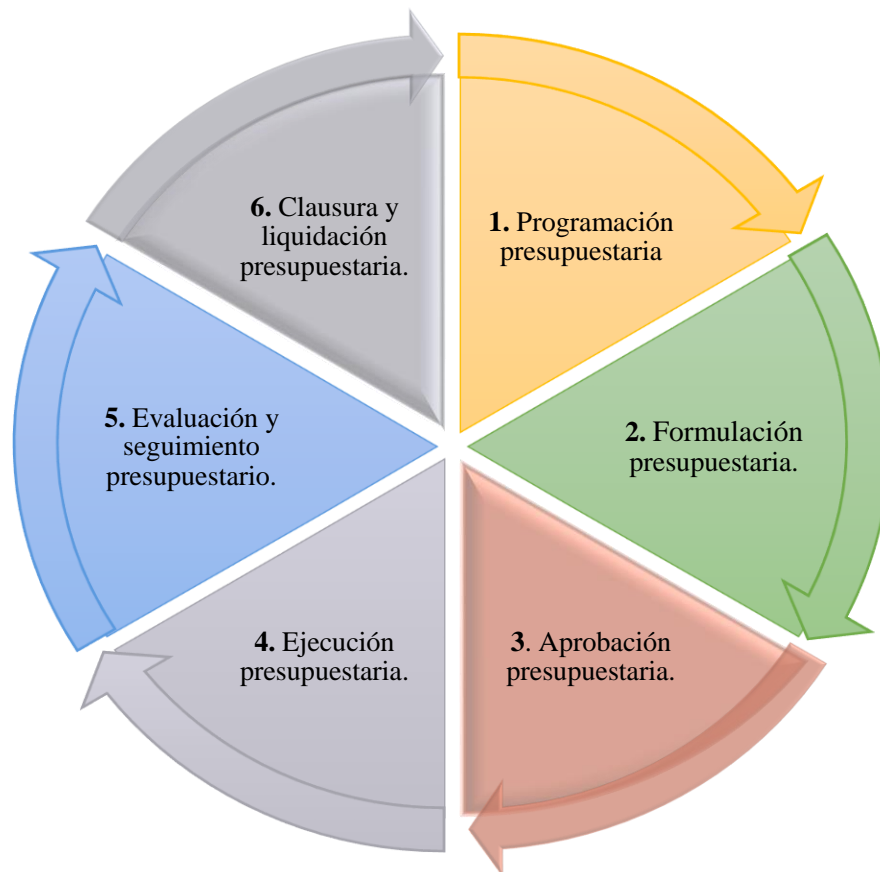 1. Programación
presupuestaria
2. Formulación
presupuestaria.
3. Aprobación
presupuestaria.
4. Ejecución
presupuestaria.
5. Evaluación y
seguimiento
presupuestario.
6. Clausura y
liquidación
presupuestaria.